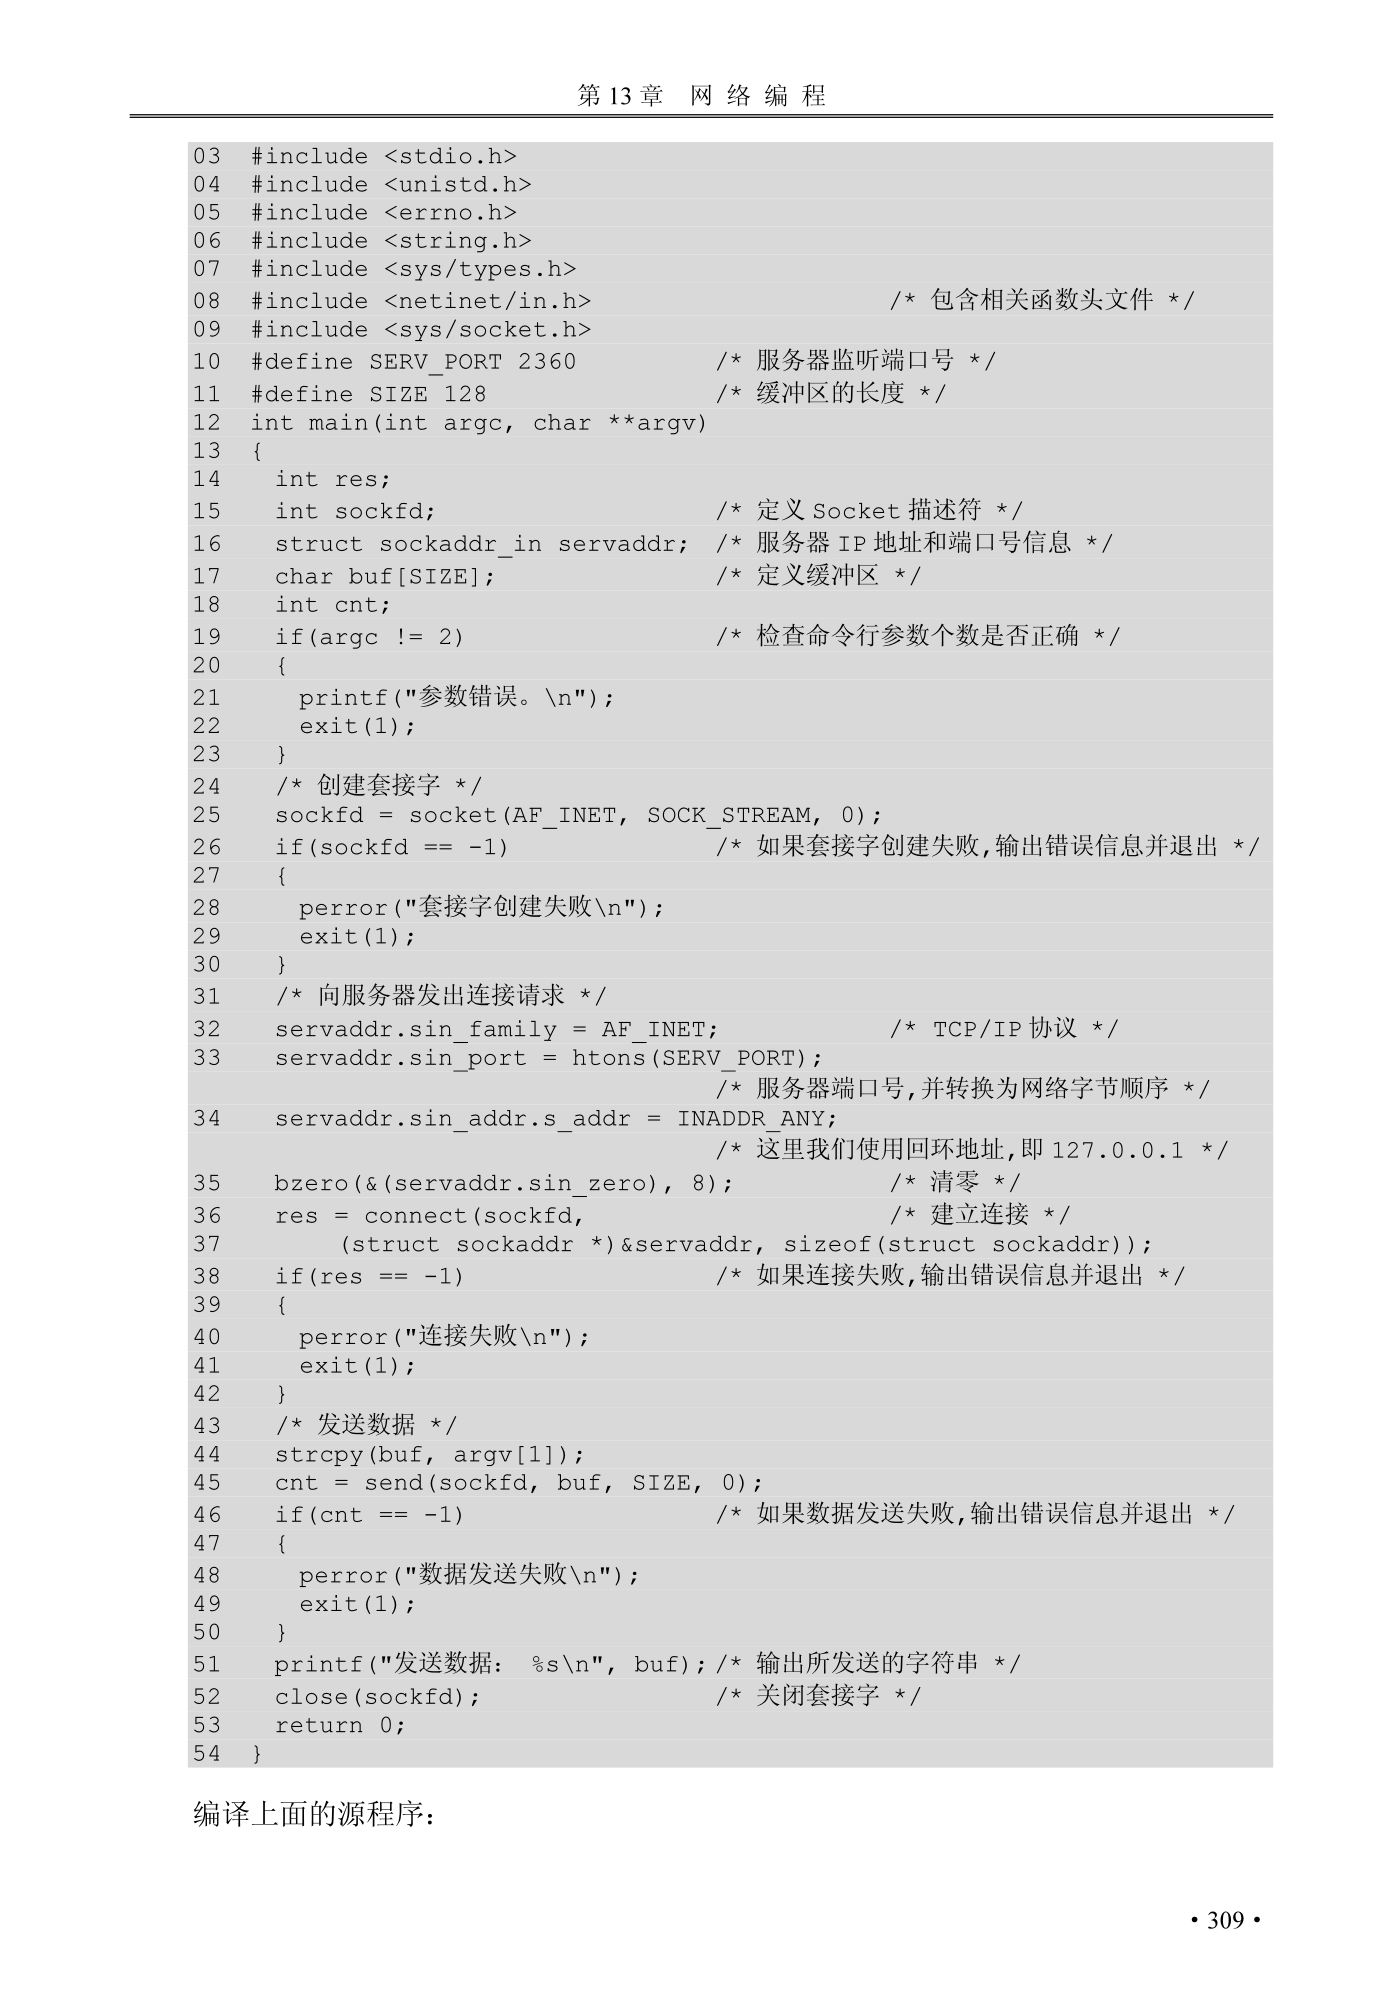 第 13 章 网 络 编 程
03 #include <stdio.h>
04 #include <unistd.h>
05 #include <errno.h>
06 #include <string.h>
07 #include <sys/types.h>
08 #include <netinet/in.h> /* 包含相关函数头文件 */
09 #include <sys/socket.h>
10 #define SERV_PORT 2360 /* 服务器监听端口号 */
11 #define SIZE 128 /* 缓冲区的长度 */
12 int main(int argc, char **argv)
13 {
14 int res;
15 int sockfd; /* 定义 Socket 描述符 */
16 struct sockaddr_in servaddr; /* 服务器 IP 地址和端口号信息 */
17 char buf[SIZE]; /* 定义缓冲区 */
18 int cnt;
19 if(argc != 2) /* 检查命令行参数个数是否正确 */
20 {
21 printf("参数错误。\n");
22 exit(1);
23 }
24 /* 创建套接字 */
25 sockfd = socket(AF_INET, SOCK_STREAM, 0);
26 if(sockfd == -1) /* 如果套接字创建失败,输出错误信息并退出 */
27 {
28 perror("套接字创建失败\n");
29 exit(1);
30 }
31 /* 向服务器发出连接请求 */
32 servaddr.sin_family = AF_INET; /* TCP/IP 协议 */
33 servaddr.sin_port = htons(SERV_PORT);
/* 服务器端口号,并转换为网络字节顺序 */
34 servaddr.sin_addr.s_addr = INADDR_ANY;
/* 这里我们使用回环地址,即 127.0.0.1 */
35 bzero(&(servaddr.sin_zero), 8); /* 清零 */
36 res = connect(sockfd, /* 建立连接 */
37 (struct sockaddr *)&servaddr, sizeof(struct sockaddr));
38 if(res == -1) /* 如果连接失败,输出错误信息并退出 */
39 {
40 perror("连接失败\n");
41 exit(1);
42 }
43 /* 发送数据 */
44 strcpy(buf, argv[1]);
45 cnt = send(sockfd, buf, SIZE, 0);
46 if(cnt == -1) /* 如果数据发送失败,输出错误信息并退出 */
47 {
48 perror("数据发送失败\n");
49 exit(1);
50 }
51 printf("发送数据： %s\n", buf); /* 输出所发送的字符串 */
52 close(sockfd); /* 关闭套接字 */
53 return 0;
54 }
编译上面的源程序：
• 309 •